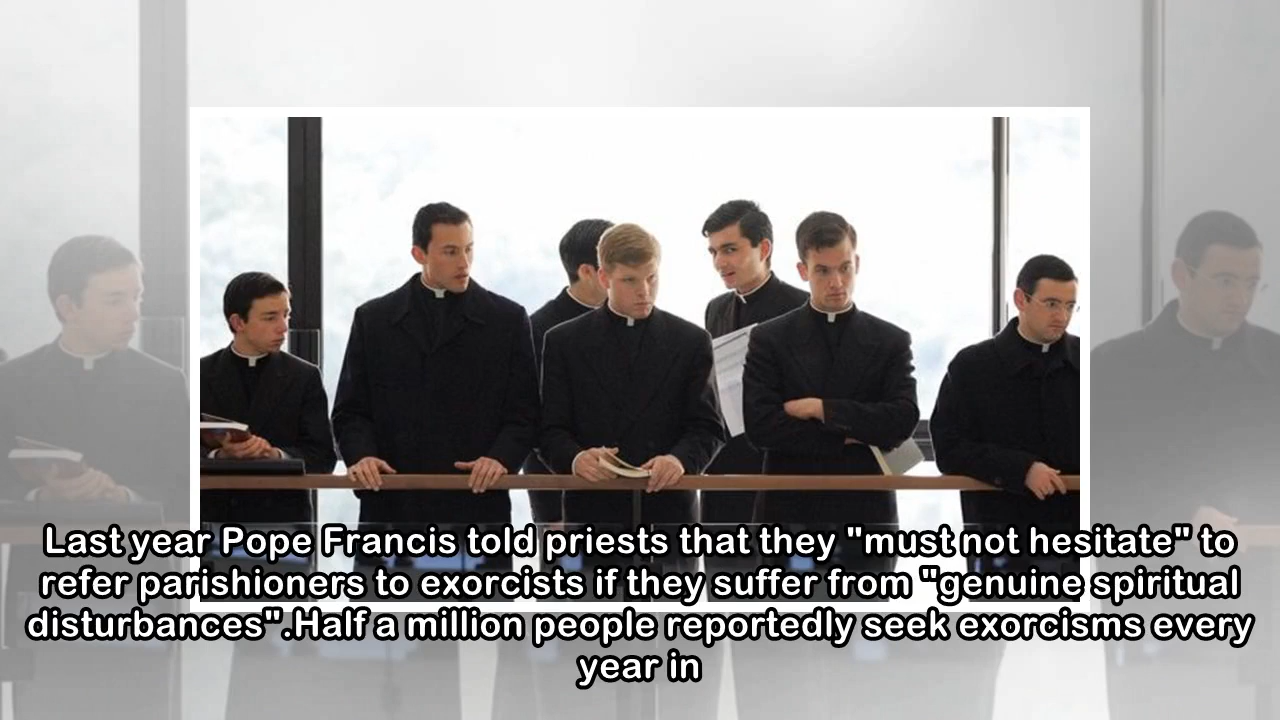 Last year Pope Francis told priests that they "must not hesitate" to
refer parishioners to exorcists if they suffer from "genuine spiritual
disturbances".Half a million people reportedly seek exorcisms every
year in